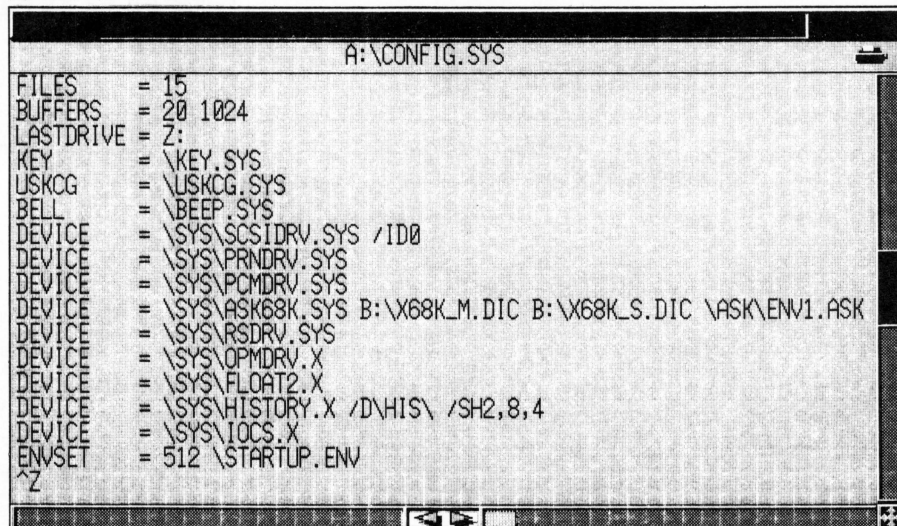 A:\CONFIG.SYS
FILES = 15
BUFFERS = 20 1024
LASTDRIVE = Z:
KEY = \KEY.SYS
USKCG = \USKCG.SYS
BELL = \BEEP.SYS
DEVICE = \SYS\SCSIDRV.SYS /ID0
DEVICE = \SYS\PRNDRV.SYS
DEVICE = \SYS\PCMDRV.SYS
DEVICE = \SYS\ASK68K.SYS B:\X68K_M.DIC B:\X68K_S.DIC \ASK\ENV1.ASK
DEVICE = \SYS\RSDRV.SYS
DEVICE = \SYS\OPMDRV.X
DEVICE = \SYS\FLOAT2.X
DEVICE = \SYS\HISTORY.X /D\HIS\ /SH2,8,4
DEVICE = \SYS\IOCS.X
ENVSET = 512 \STARTUP.ENV
^Z